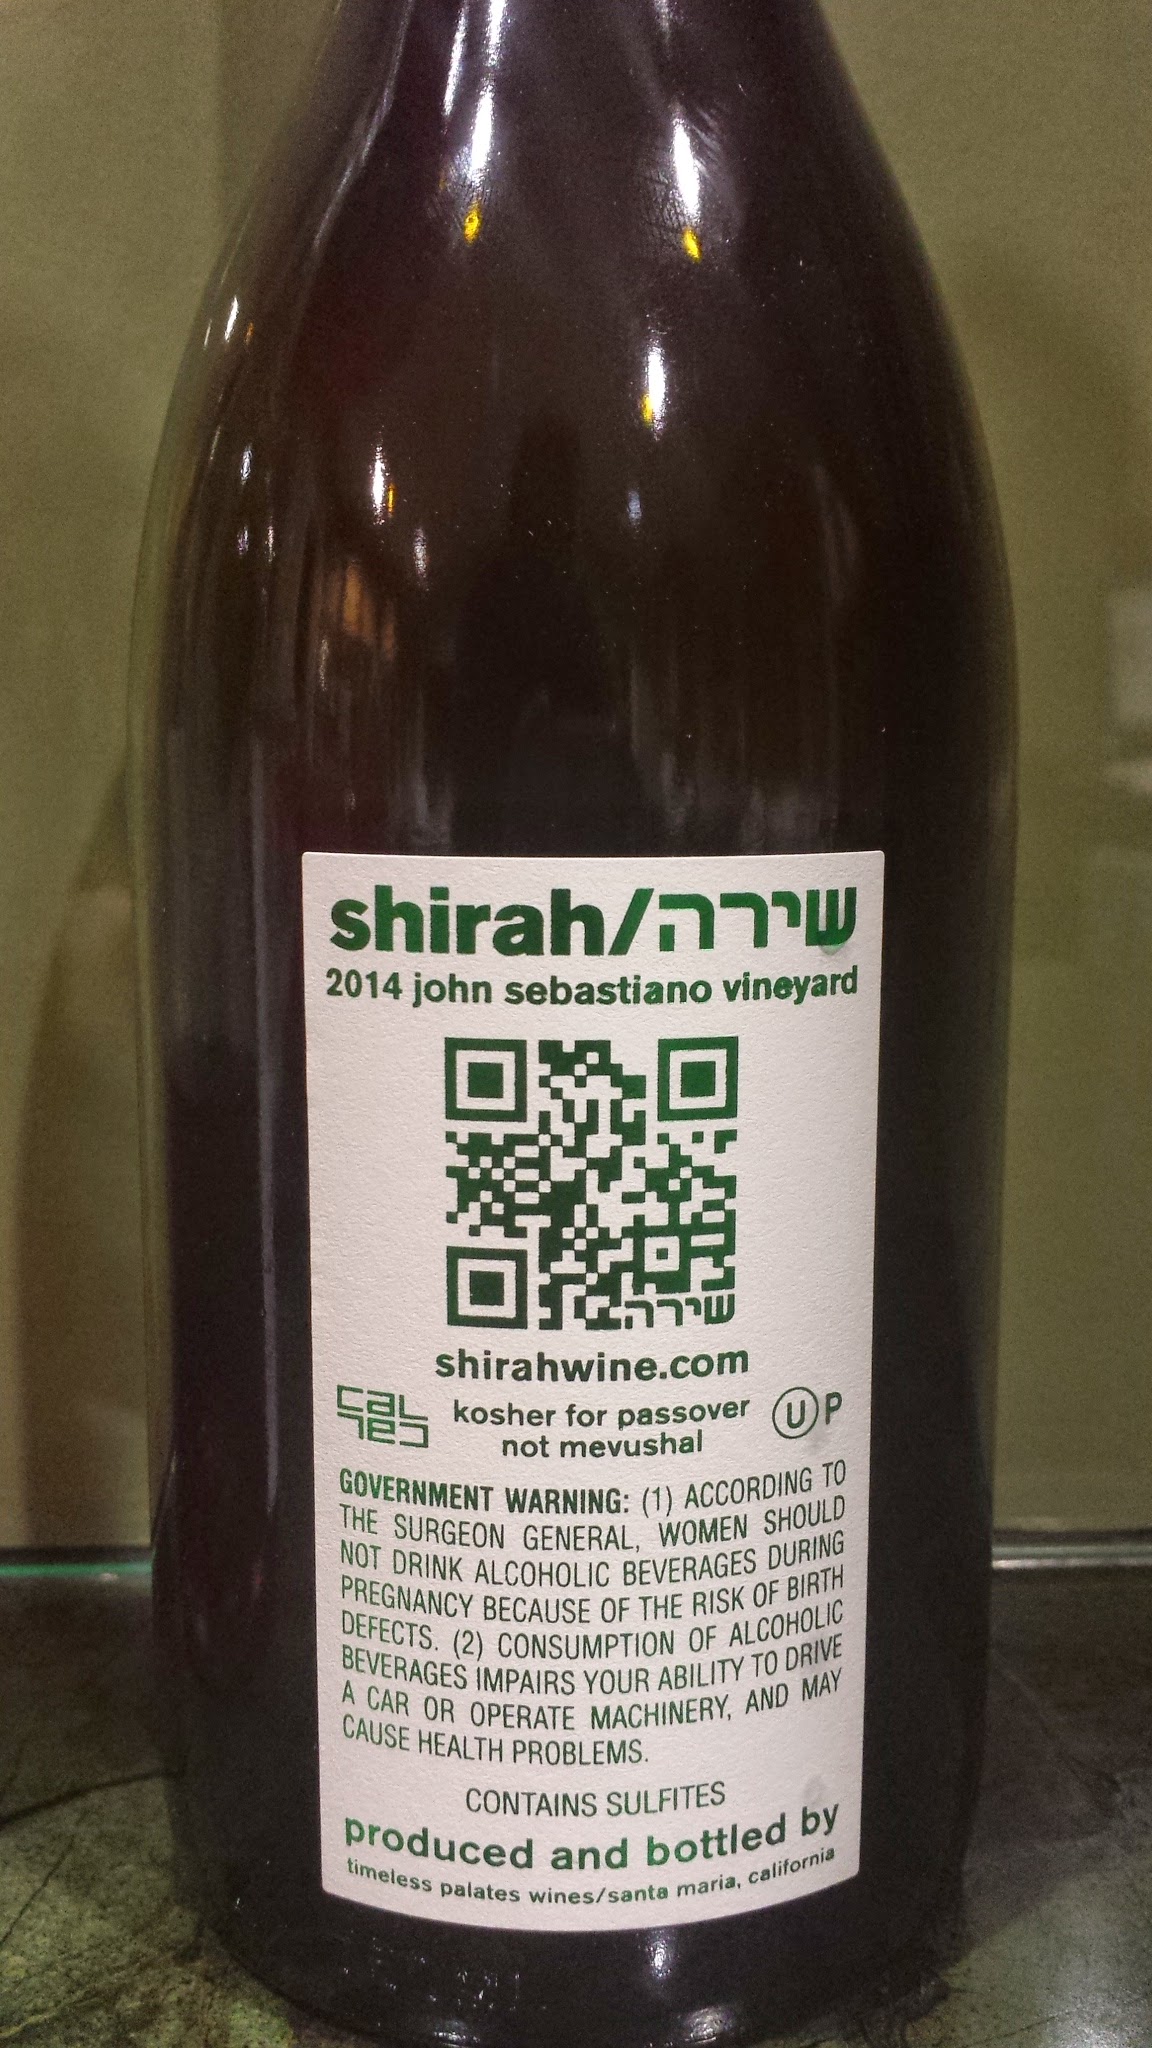 shirah/שירה
2014 john sebastiano vineyard
שירה
shirahwine.com
cal
kosher for passover
not mevushal
U P
GOVERNMENT WARNING: (1) ACCORDING TO
THE SURGEON GENERAL, WOMEN SHOULD
NOT DRINK ALCOHOLIC BEVERAGES DURING
PREGNANCY BECAUSE OF THE RISK OF BIRTH
DEFECTS. (2) CONSUMPTION OF ALCOHOLIC
BEVERAGES IMPAIRS YOUR ABILITY TO DRIVE
A CAR OR OPERATE MACHINERY, AND MAY
CAUSE HEALTH PROBLEMS.
CONTAINS SULFITES
produced and bottled by
timeless palates wines/santa maria, california